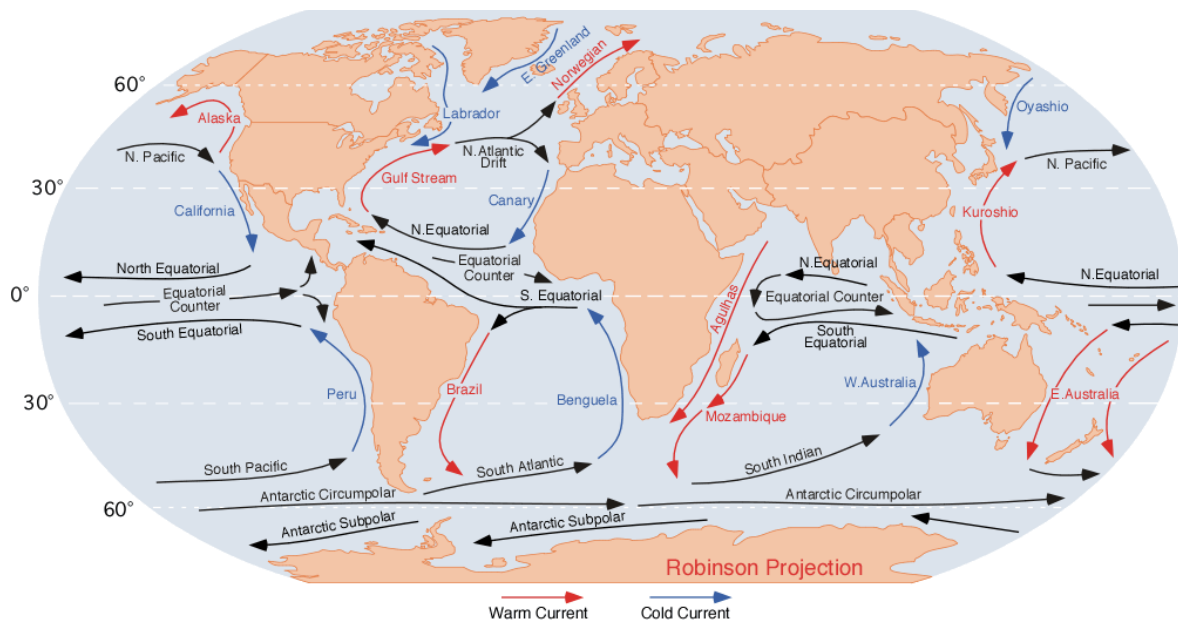 E. Greenland
Norwegian
60°
Alaska
Labrador
Oyashio
N. Pacific
N. Atlantic
Drift
N. Pacific
Gulf Stream
30°
California
Canary
Kuroshio
N.Equatorial
North Equatorial
Equatorial
Counter
N.Equatorial
N.Equatorial
0°
Equatorial
Counter
S. Equatorial
Equatorial Counter
South Equatorial
South
Equatorial
Agulhas
Peru
Brazil
Benguela
W.Australia
E.Australia
30°
Mozambique
South Pacific
South Atlantic
South Indian
Antarctic Circumpolar
Antarctic Circumpolar
60°
Antarctic Subpolar
Antarctic Subpolar
Robinson Projection
Warm Current
Cold Current